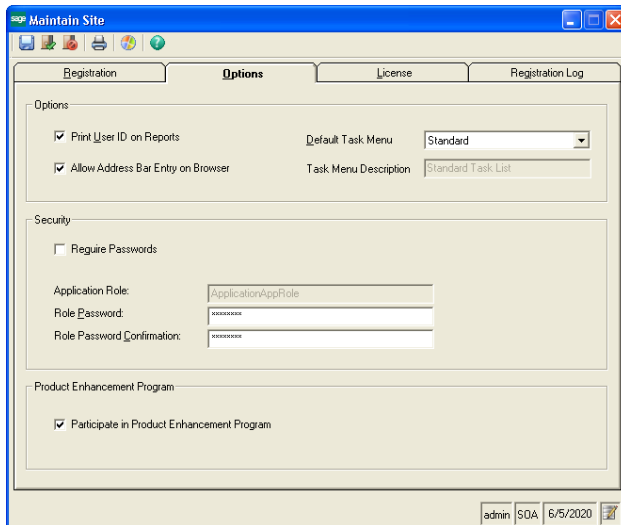 sage Maintain Site
Registration Options License Registration Log
Options
Print User ID on Reports Default Task Menu Standard
Allow Address Bar Entry on Browser Task Menu Description Standard Task List
Security
Require Passwords
Application Role: ApplicationAppRole
Role Password: xxxxxxxx
Role Password Confirmation: xxxxxxxx
Product Enhancement Program
Participate in Product Enhancement Program
admin SOA 6/5/2020